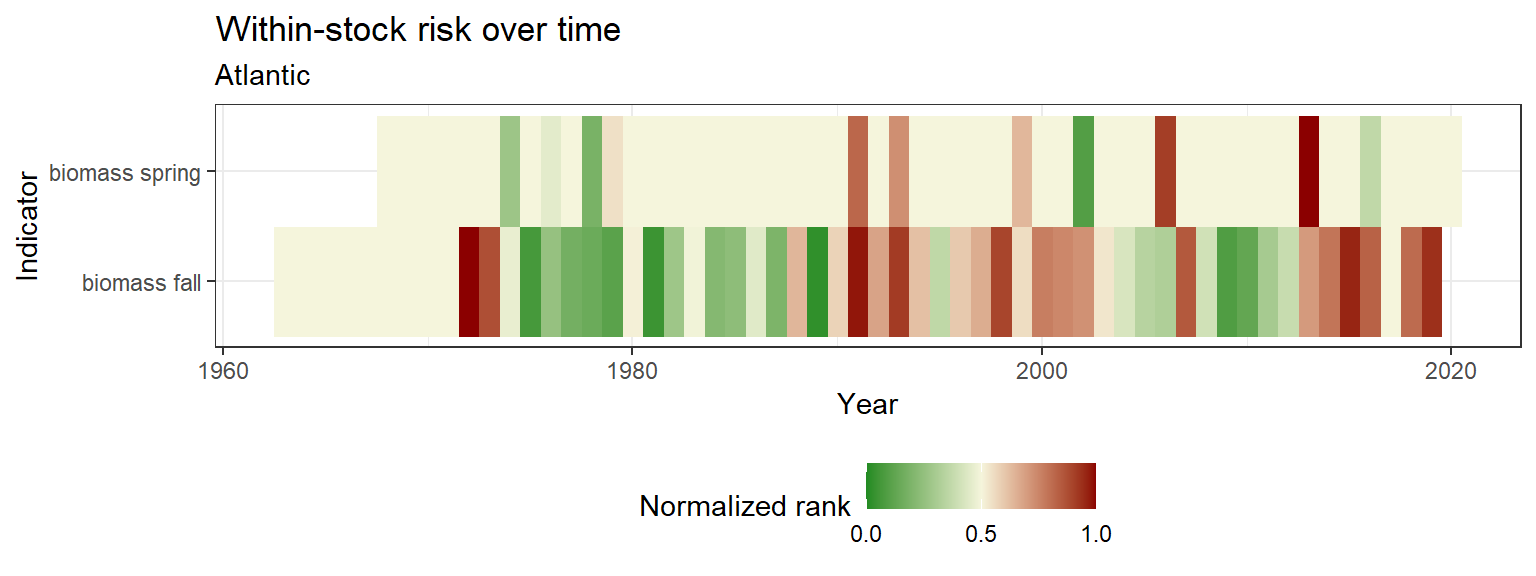 Within-stock risk over time
Atlantic
Indicator
biomass spring
biomass fall
1960 1980 2000 2020
Year
Normalized rank
0.0 0.5 1.0